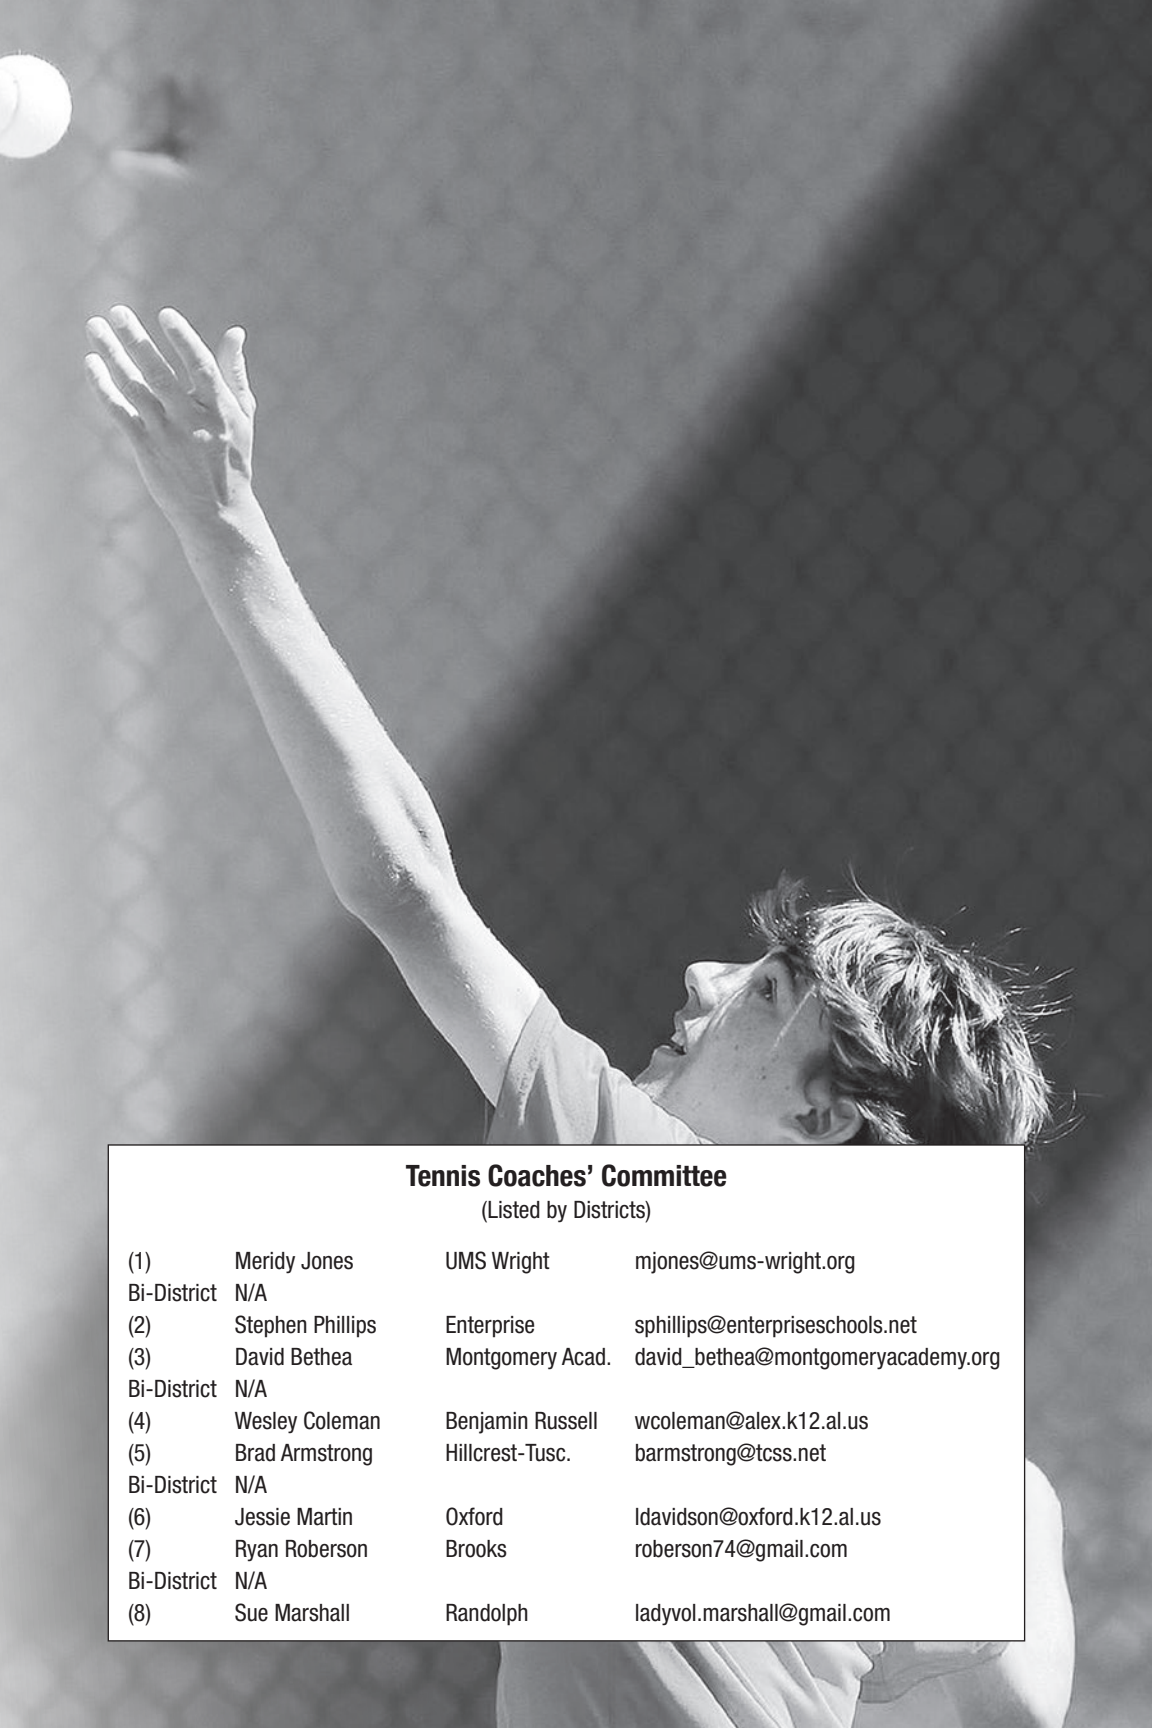 Tennis Coaches’ Committee
(Listed by Districts)
(1) Meridy Jones UMS Wright mjones@ums-wright.org
Bi-District N/A
(2) Stephen Phillips Enterprise sphillips@enterpriseschools.net
(3) David Bethea Montgomery Acad. david_bethea@montgomeryacademy.org
Bi-District N/A
(4) Wesley Coleman Benjamin Russell wcoleman@alex.k12.al.us
(5) Brad Armstrong Hillcrest-Tusc. barmstrong@tcss.net
Bi-District N/A
(6) Jessie Martin Oxford ldavidson@oxford.k12.al.us
(7) Ryan Roberson Brooks roberson74@gmail.com
Bi-District N/A
(8) Sue Marshall Randolph ladyvol.marshall@gmail.com